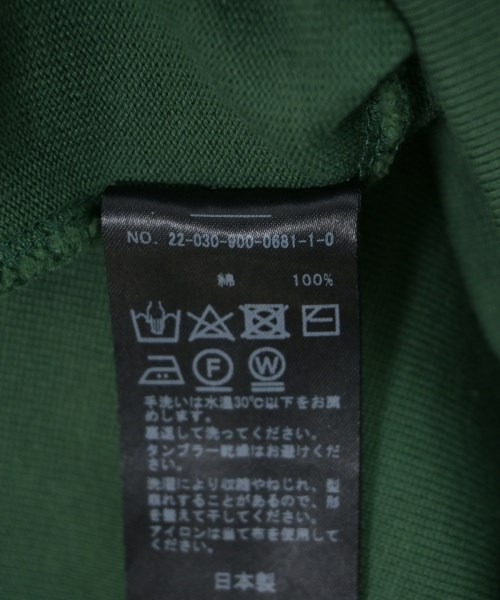 NO. 22-030-900-0681-1-0
綿 100%
F W
手洗いは水温30℃以下をお薦
めします。
裏返して洗ってください。
タンブラー乾燥はお避けくだ
さい。
洗濯により収縮やねじれ、型
崩れすることがあるので、形
を整えて干してください。
アイロンは当て布を使用して
ください。
日本製